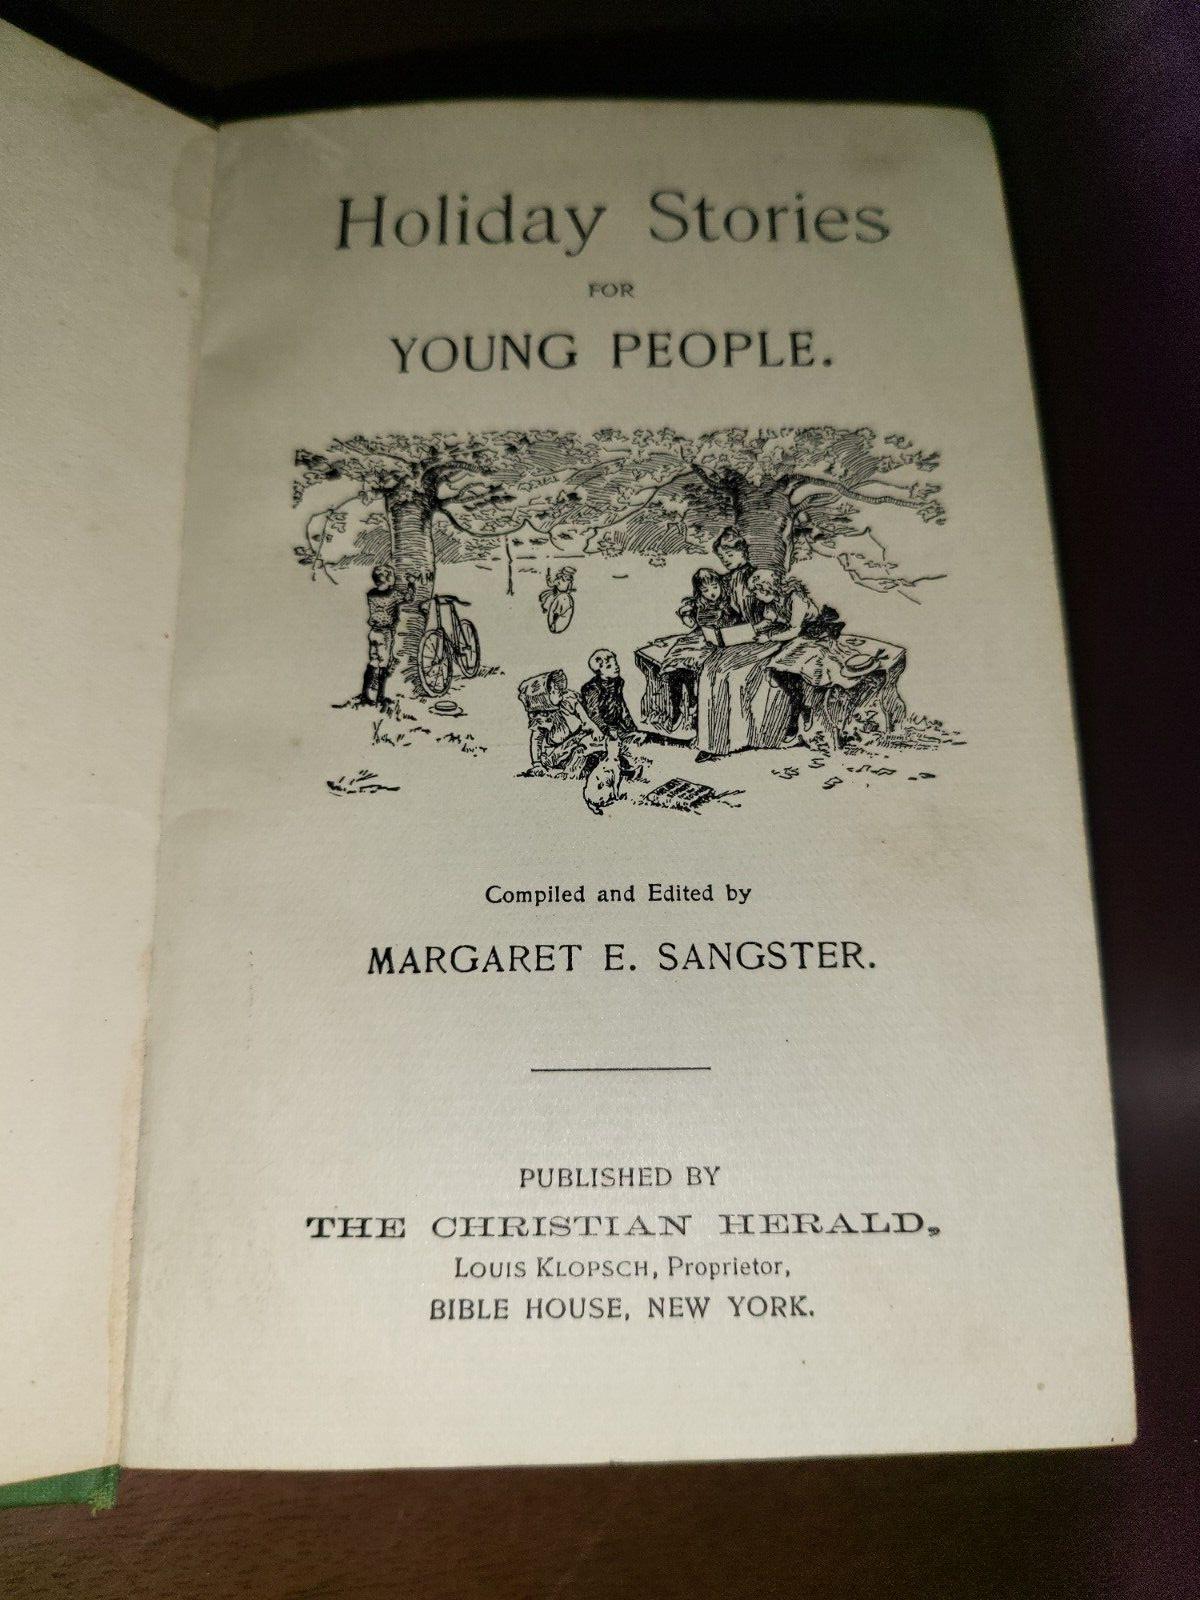 Holiday Stories
FOR
YOUNG PEOPLE.
Compiled and Edited by
MARGARET E. SANGSTER.
PUBLISHED BY
THE CHRISTIAN HERALD,
LOUIS KLOPSCH, Proprietor,
BIBLE HOUSE, NEW YORK.